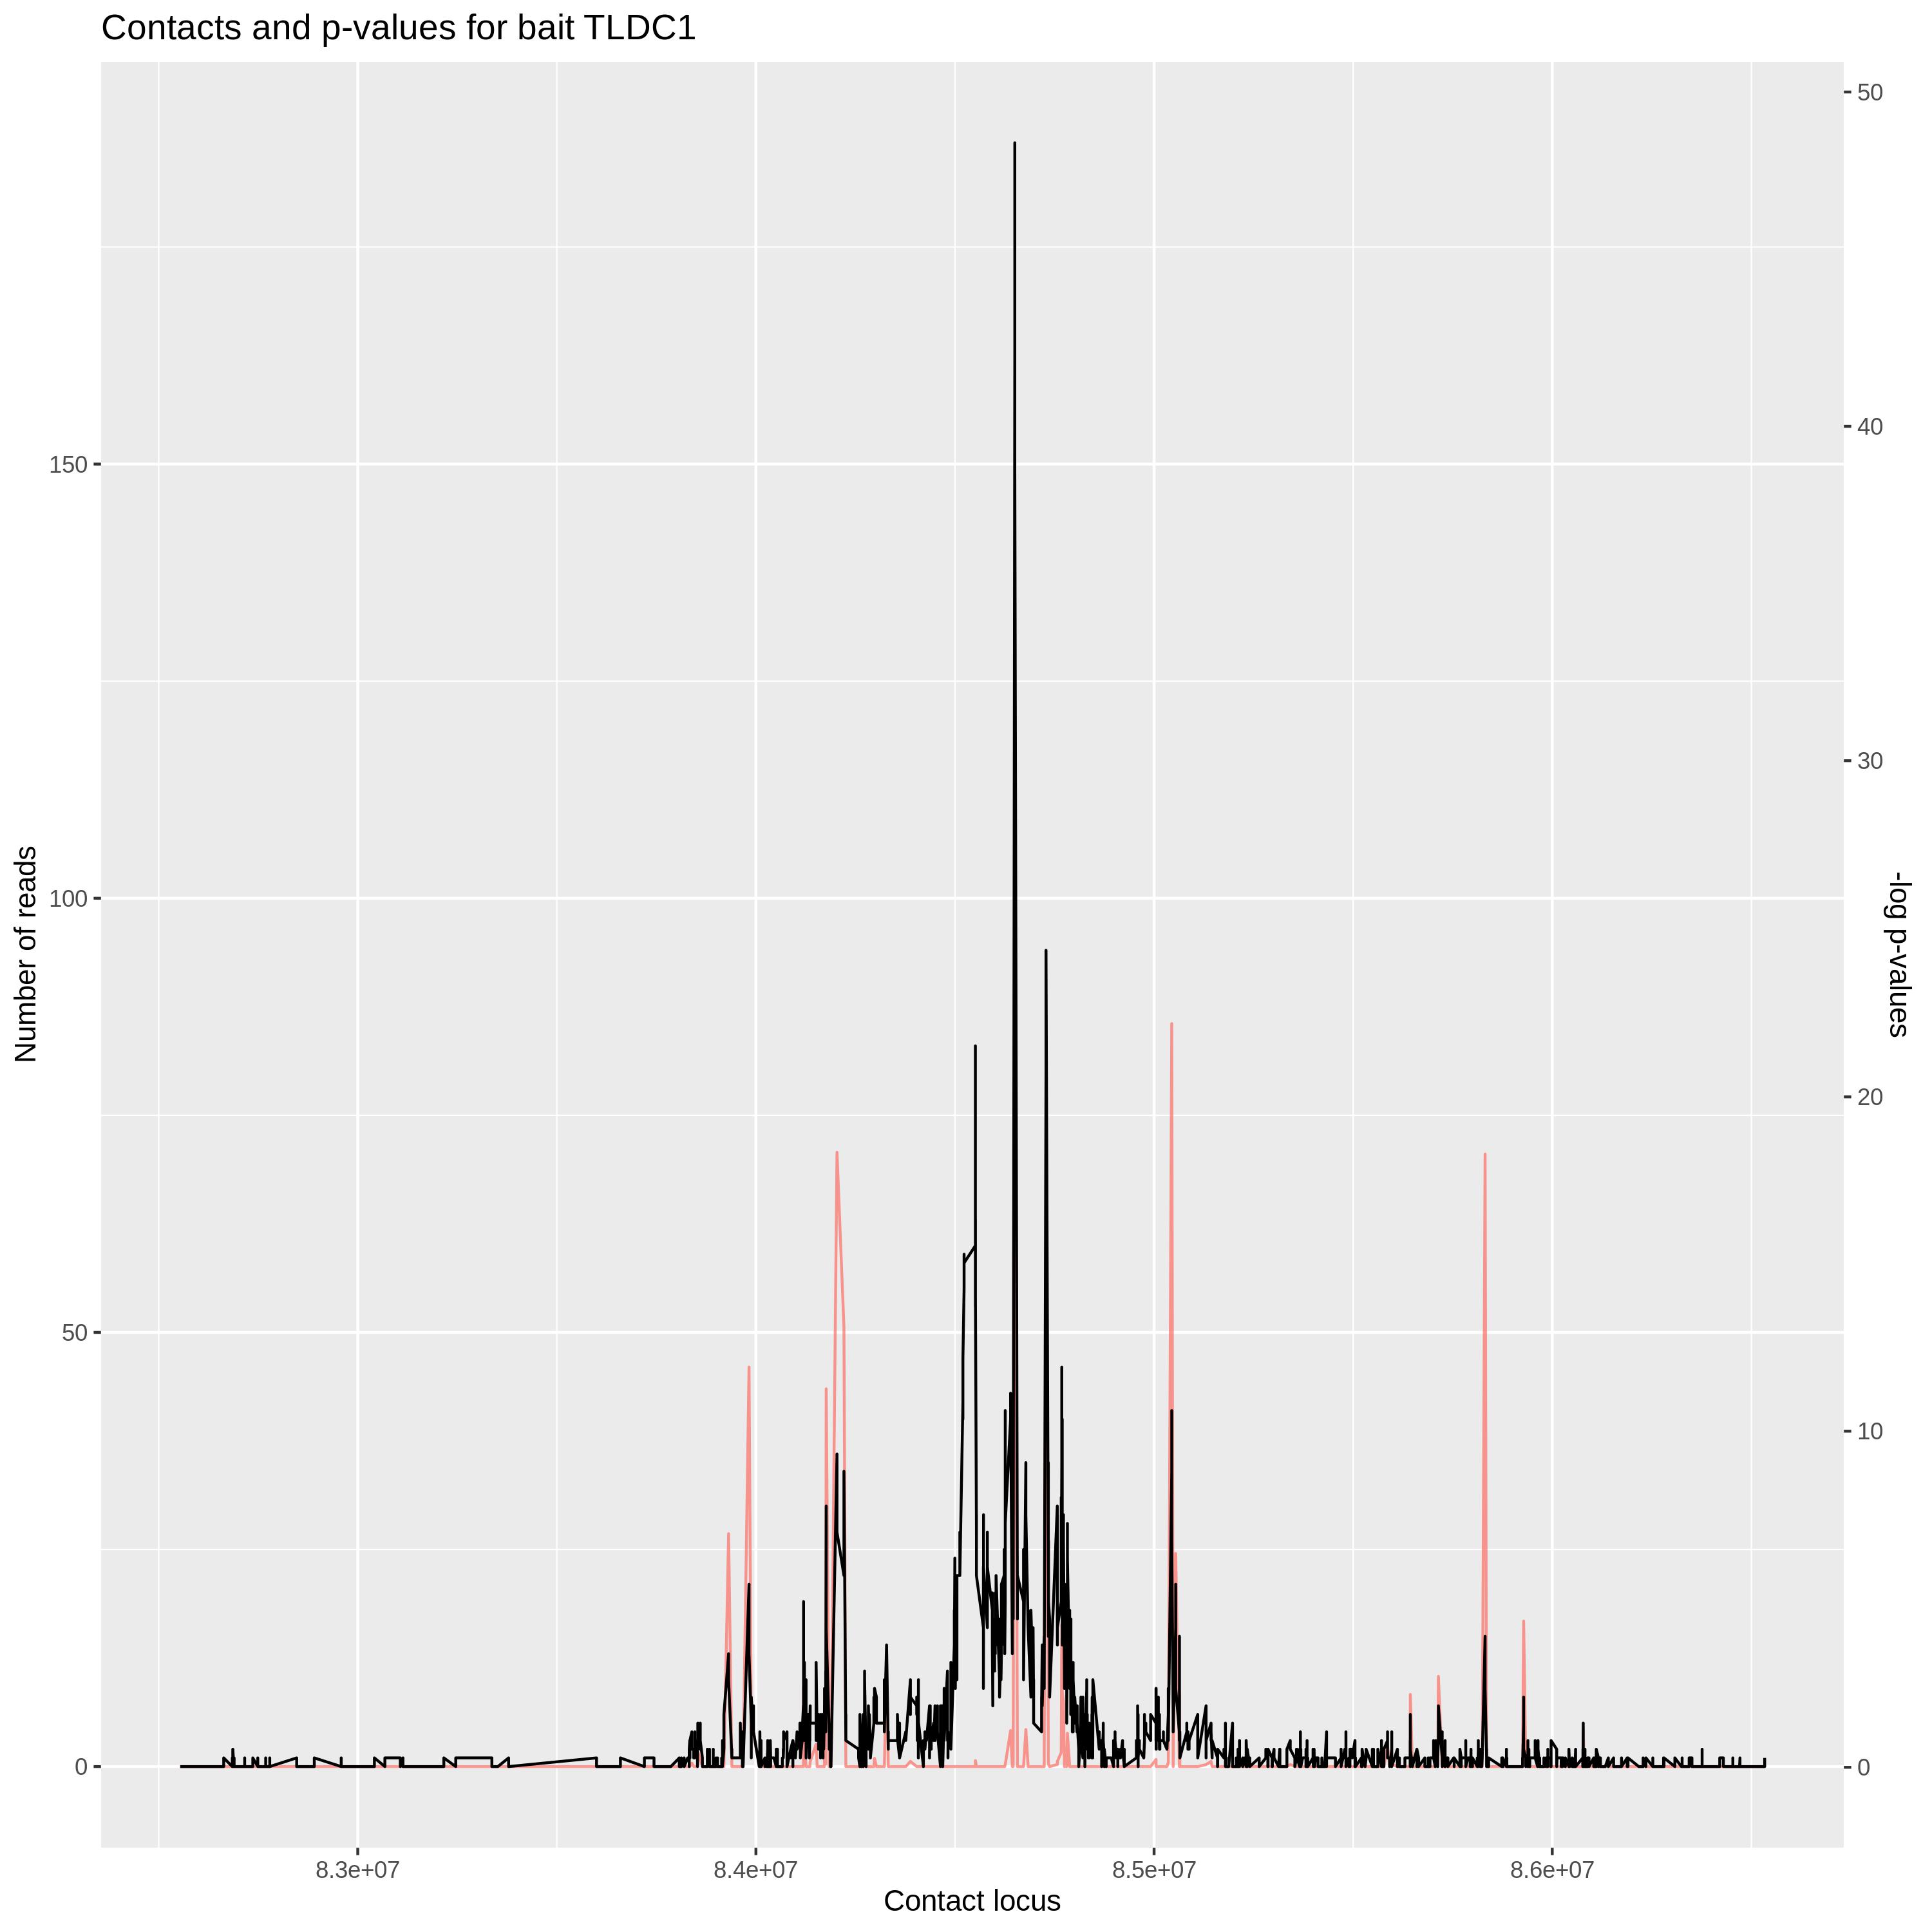 Contacts and p-values for bait TLDC1
50
40
150
30
Number of reads
100
-log p-values
20
50
10
0
0
8.3e+07
8.4e+07
8.5e+07
8.6e+07
Contact locus